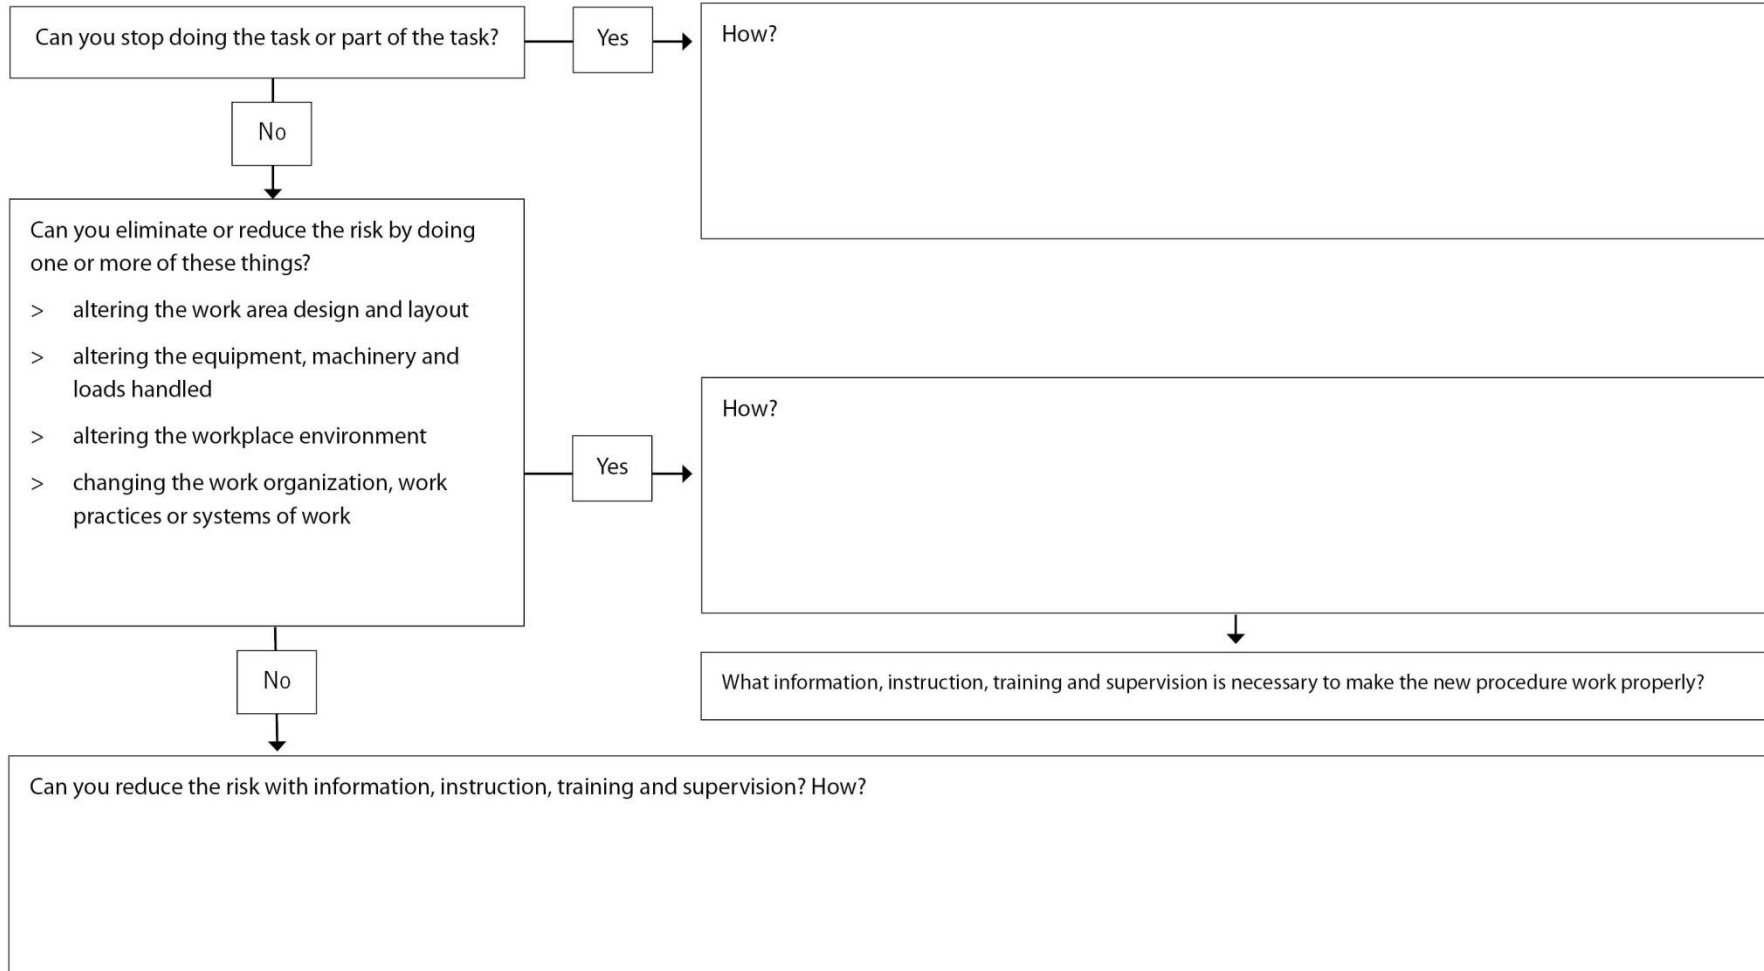 Can you stop doing the task or part of the task?
Yes
How?
No
Can you eliminate or reduce the risk by doing
one or more of these things?
> altering the work area design and layout
> altering the equipment, machinery and
loads handled
> altering the workplace environment
> changing the work organization, work
practices or systems of work
Yes
How?
No
What information, instruction, training and supervision is necessary to make the new procedure work properly?
Can you reduce the risk with information, instruction, training and supervision? How?